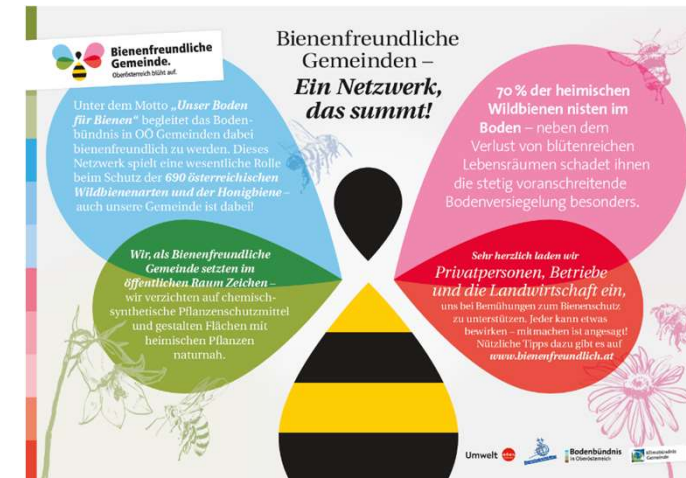 Bienenfreundliche
Gemeinde.
Oberösterreich blüht auf.
Bienenfreundliche
Gemeinden –
Ein Netzwerk,
das summt!
Unter dem Motto „Unser Boden
für Bienen“ begleitet das Boden-
bündnis in OÖ Gemeinden dabei
bienenfreundlich zu werden. Dieses
Netzwerk spielt eine wesentliche Rolle
beim Schutz der 690 österreichischen
Wildbienenarten und der Honigbiene –
auch unsere Gemeinde ist dabei!
70 % der heimischen
Wildbienen nisten im
Boden – neben dem
Verlust von blütenreichen
Lebensräumen schadet ihnen
die stetig voranschreitende
Bodenversiegelung besonders.
Wir, als Bienenfreundliche
Gemeinde setzten im
öffentlichen Raum Zeichen –
wir verzichten auf chemisch-
synthetische Pflanzenschutzmittel
und gestalten Flächen mit
heimischen Pflanzen
naturnah.
Sehr herzlich laden wir
Privatpersonen, Betriebe
und die Landwirtschaft ein,
uns bei Bemühungen zum Bienenschutz
zu unterstützen. Jeder kann etwas
bewirken – mitmachen ist angesagt!
Nützliche Tipps dazu gibt es auf
www.bienenfreundlich.at
Umwelt
Bodenbündnis
in Oberösterreich
Klimabündnis
Gemeinde